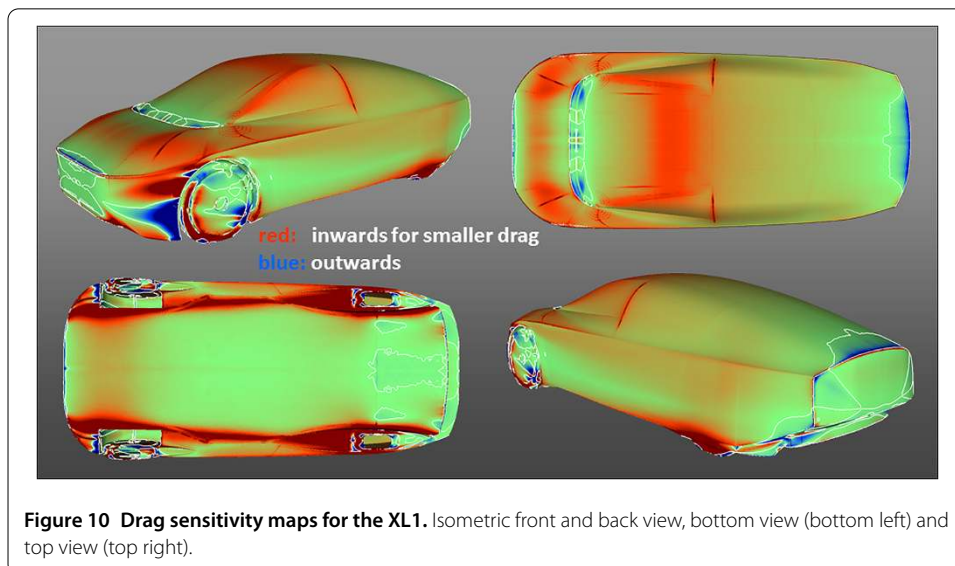 red: inwards for smaller drag
blue: outwards
Figure 10 Drag sensitivity maps for the XL1. Isometric front and back view, bottom view (bottom left) and
top view (top right).